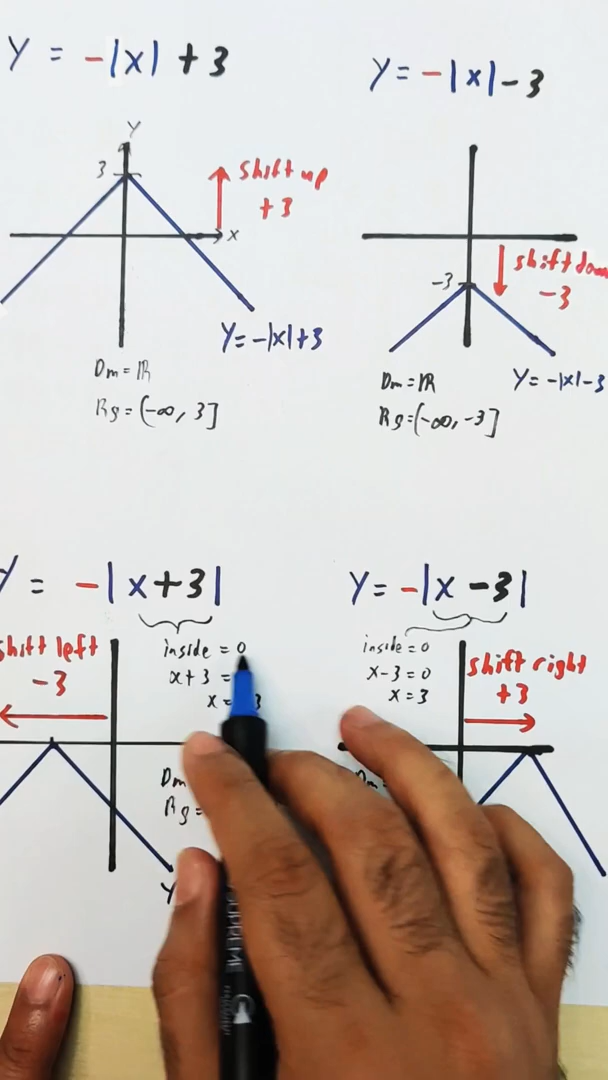 Y = -|x| + 3
Y = -|x| - 3
Y
3
shift up
+3
x
Y = -|x|+3
Dm = ℝ
Rg = (-∞, 3]
-3
shift down
-3
Y = -|x|-3
Dm = ℝ
Rg = (-∞, -3]
Y = -|x+3|
inside = 0
x+3 =
x =
shift left
-3
Dm
Rg =
Y
Y = -|x-3|
inside = 0
x-3 = 0
x = 3
shift right
+3
SUPREME